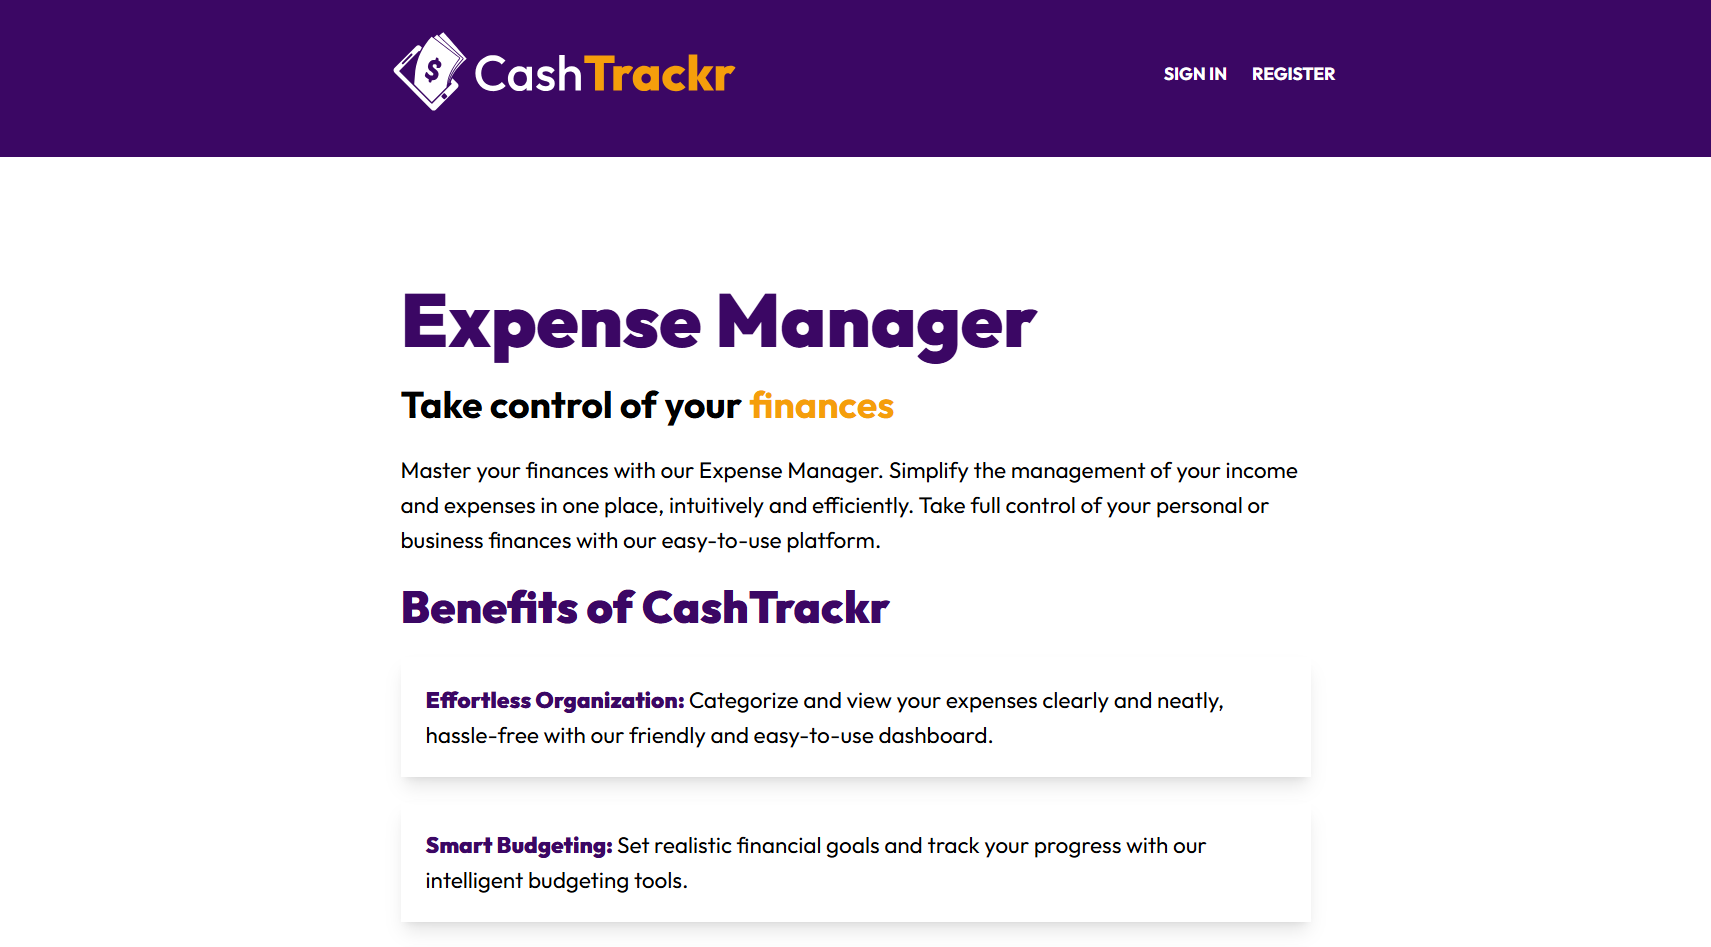 $
CashTrackr
SIGN IN
REGISTER
Expense Manager
Take control of your finances
Master your finances with our Expense Manager. Simplify the management of your income
and expenses in one place, intuitively and efficiently. Take full control of your personal or
business finances with our easy-to-use platform.
Benefits of CashTrackr
Effortless Organization: Categorize and view your expenses clearly and neatly,
hassle-free with our friendly and easy-to-use dashboard.
Smart Budgeting: Set realistic financial goals and track your progress with our
intelligent budgeting tools.